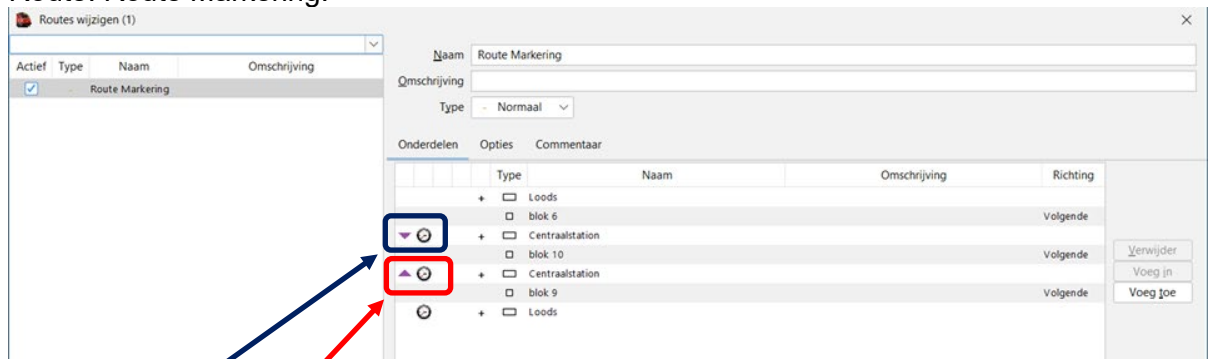 Route: Route Markering.
Routes wijzigen (1)
Actief Type Naam Omschrijving
Route Markering
Naam Route Markering
Omschrijving
Type - Normaal
Onderdelen Opties Commentaar
Type Naam Omschrijving Richting
+ Loods
blok 6 Volgende
+ Centraalstation
blok 10 Volgende
+ Centraalstation
blok 9 Volgende
+ Loods
Verwijder
Voeg in
Voeg toe